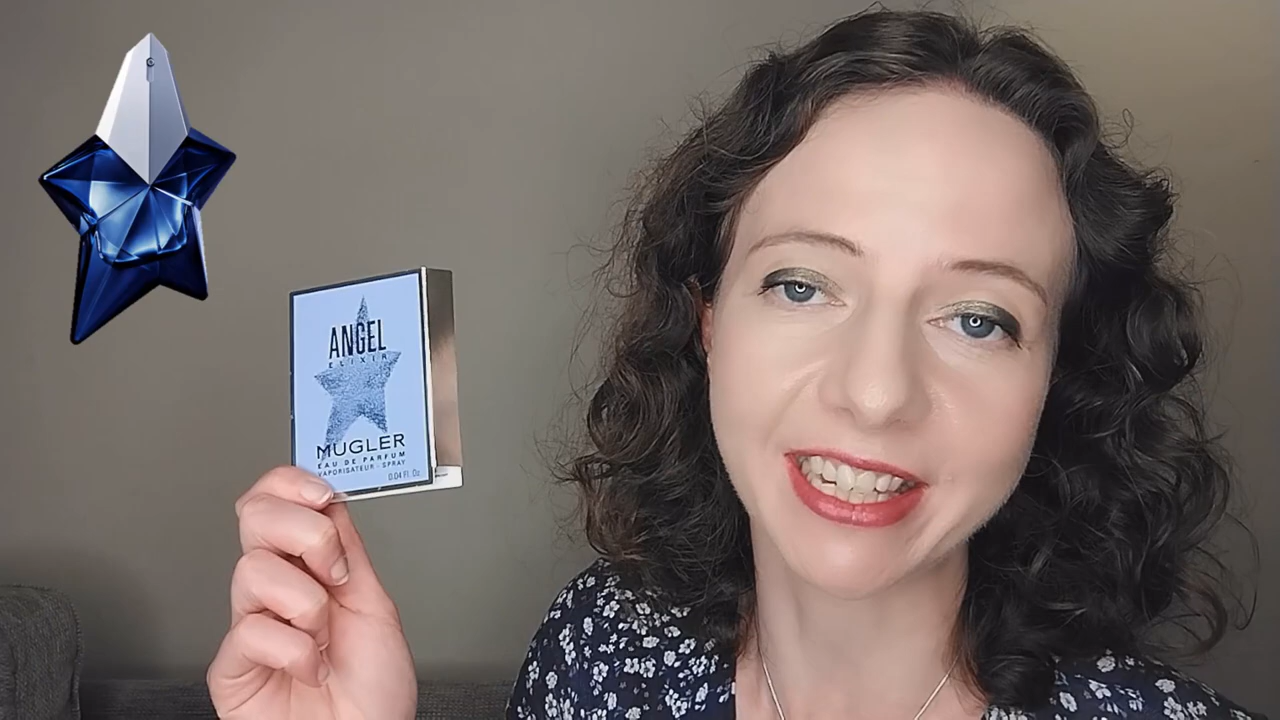 ANGEL
ELIXIR
MUGLER
EAU DE PARFUM
VAPORISATEUR - SPRAY
0.04 FL. Oz